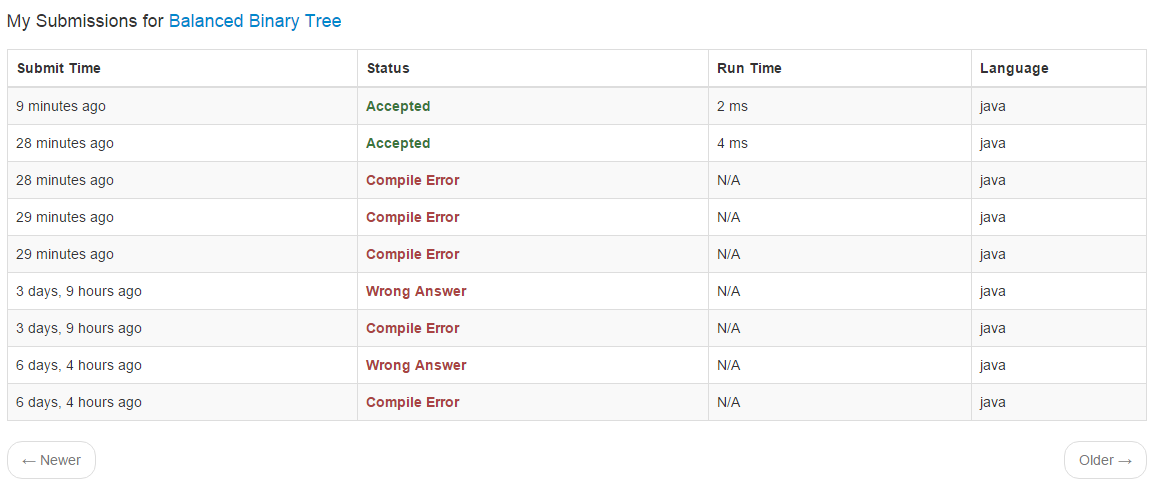 My Submissions for Balanced Binary Tree
Submit Time Status Run Time Language
9 minutes ago Accepted 2 ms java
28 minutes ago Accepted 4 ms java
28 minutes ago Compile Error N/A java
29 minutes ago Compile Error N/A java
29 minutes ago Compile Error N/A java
3 days, 9 hours ago Wrong Answer N/A java
3 days, 9 hours ago Compile Error N/A java
6 days, 4 hours ago Wrong Answer N/A java
6 days, 4 hours ago Compile Error N/A java
← Newer Older →